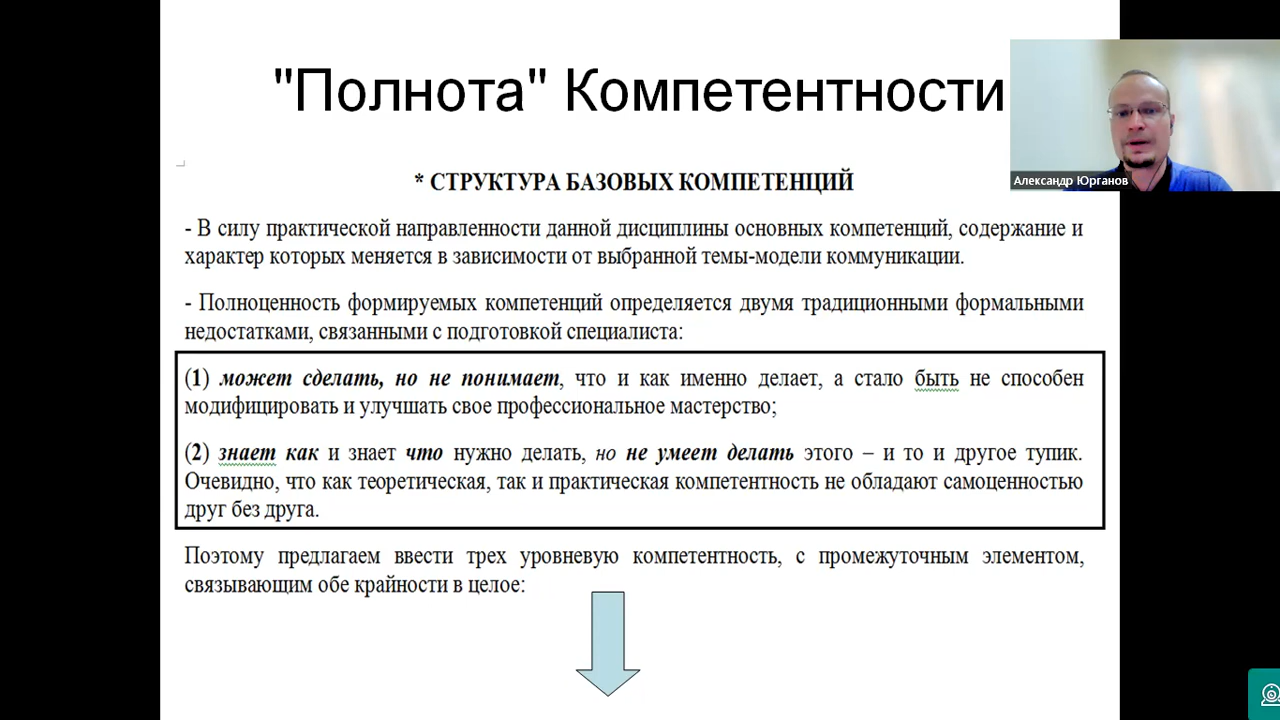 "Полнота" Компетентности
Александр Юрганов
* СТРУКТУРА БАЗОВЫХ КОМПЕТЕНЦИЙ
- В силу практической направленности данной дисциплины основных компетенций, содержание и
характер которых меняется в зависимости от выбранной темы-модели коммуникации.
- Полноценность формируемых компетенций определяется двумя традиционными формальными
недостатками, связанными с подготовкой специалиста:
(1) может сделать, но не понимает, что и как именно делает, а стало быть не способен
модифицировать и улучшать свое профессиональное мастерство;
(2) знает как и знает что нужно делать, но не умеет делать этого – и то и другое тупик.
Очевидно, что как теоретическая, так и практическая компетентность не обладают самоценностью
друг без друга.
Поэтому предлагаем ввести трех уровневую компетентность, с промежуточным элементом,
связывающим обе крайности в целое: